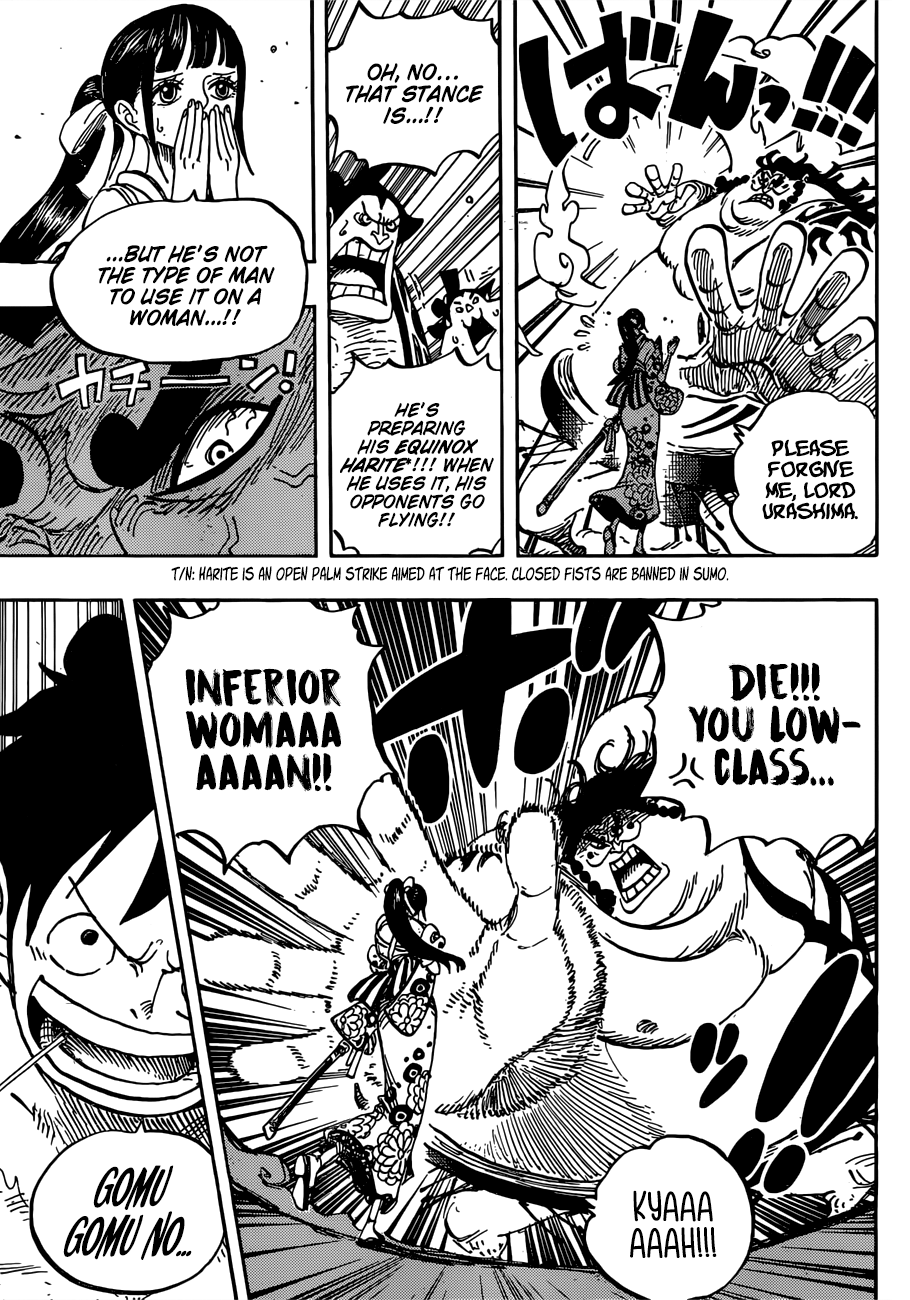 ばんっ!!!
PLEASE
FORGIVE
ME, LORD
URASHIMA.
OH, NO...
THAT STANCE
IS...!!
HE'S
PREPARING
HIS EQUINOX
HARITE*!!! WHEN
HE USES IT, HIS
OPPONENTS GO
FLYING!!
...BUT HE'S NOT
THE TYPE OF MAN
TO USE IT ON A
WOMAN...!!
カチーン!
T/N: HARITE IS AN OPEN PALM STRIKE AIMED AT THE FACE. CLOSED FISTS ARE BANNED IN SUMO.
DIE!!!
YOU LOW-
CLASS...
INFERIOR
WOMAAA
AAAAN!!
KYAAA
AAAH!!!
GOMU
GOMU NO...